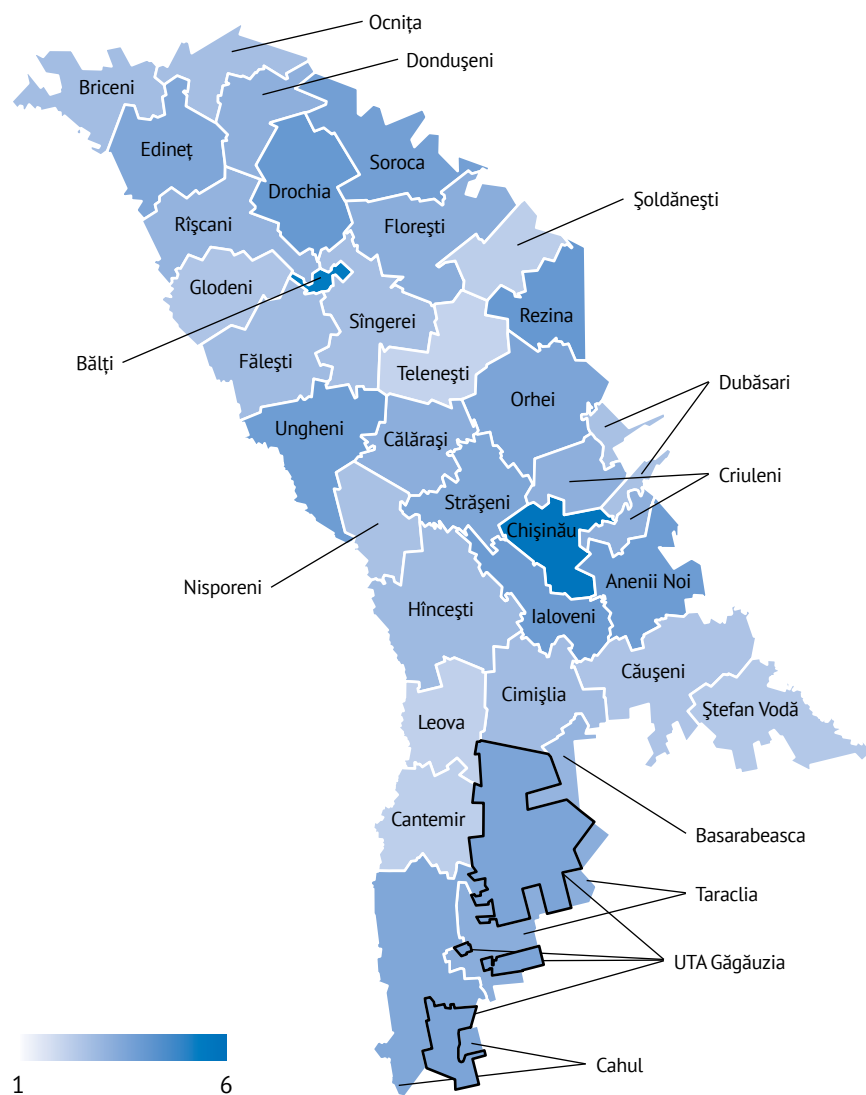 Ocnița
Dondușeni
Briceni
Edineț
Soroca
Drochia
Șoldănești
Rîșcani
Florești
Glodeni
Rezina
Sîngerei
Bălți
Fălești
Telenești
Dubăsari
Orhei
Ungheni
Călărași
Criuleni
Strășeni
Chișinău
Nisporeni
Anenii Noi
Hîncești
Ialoveni
Căușeni
Cimișlia
Ștefan Vodă
Leova
Cantemir
Basarabeasca
Taraclia
UTA Găgăuzia
Cahul
1 6